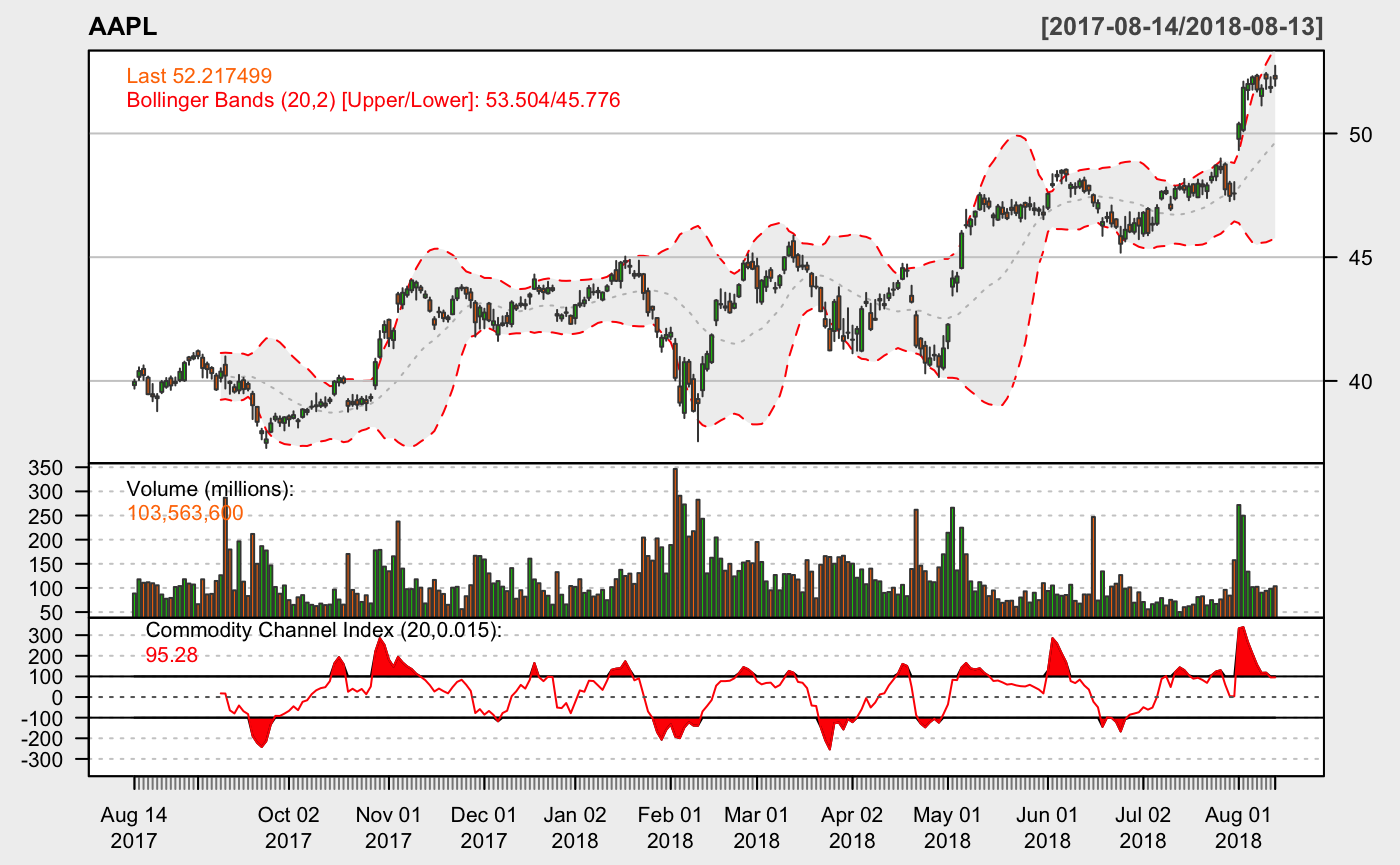 AAPL [2017-08-14/2018-08-13]
Last 52.217499
Bollinger Bands (20,2) [Upper/Lower]: 53.504/45.776
50
45
40
350
300
250
200
150
100
50
Volume (millions):
103,563,600
300
200
100
0
-100
-200
-300
Commodity Channel Index (20,0.015):
95.28
Aug 14 Oct 02 Nov 01 Dec 01 Jan 02 Feb 01 Mar 01 Apr 02 May 01 Jun 01 Jul 02 Aug 01
2017 2017 2017 2017 2018 2018 2018 2018 2018 2018 2018 2018